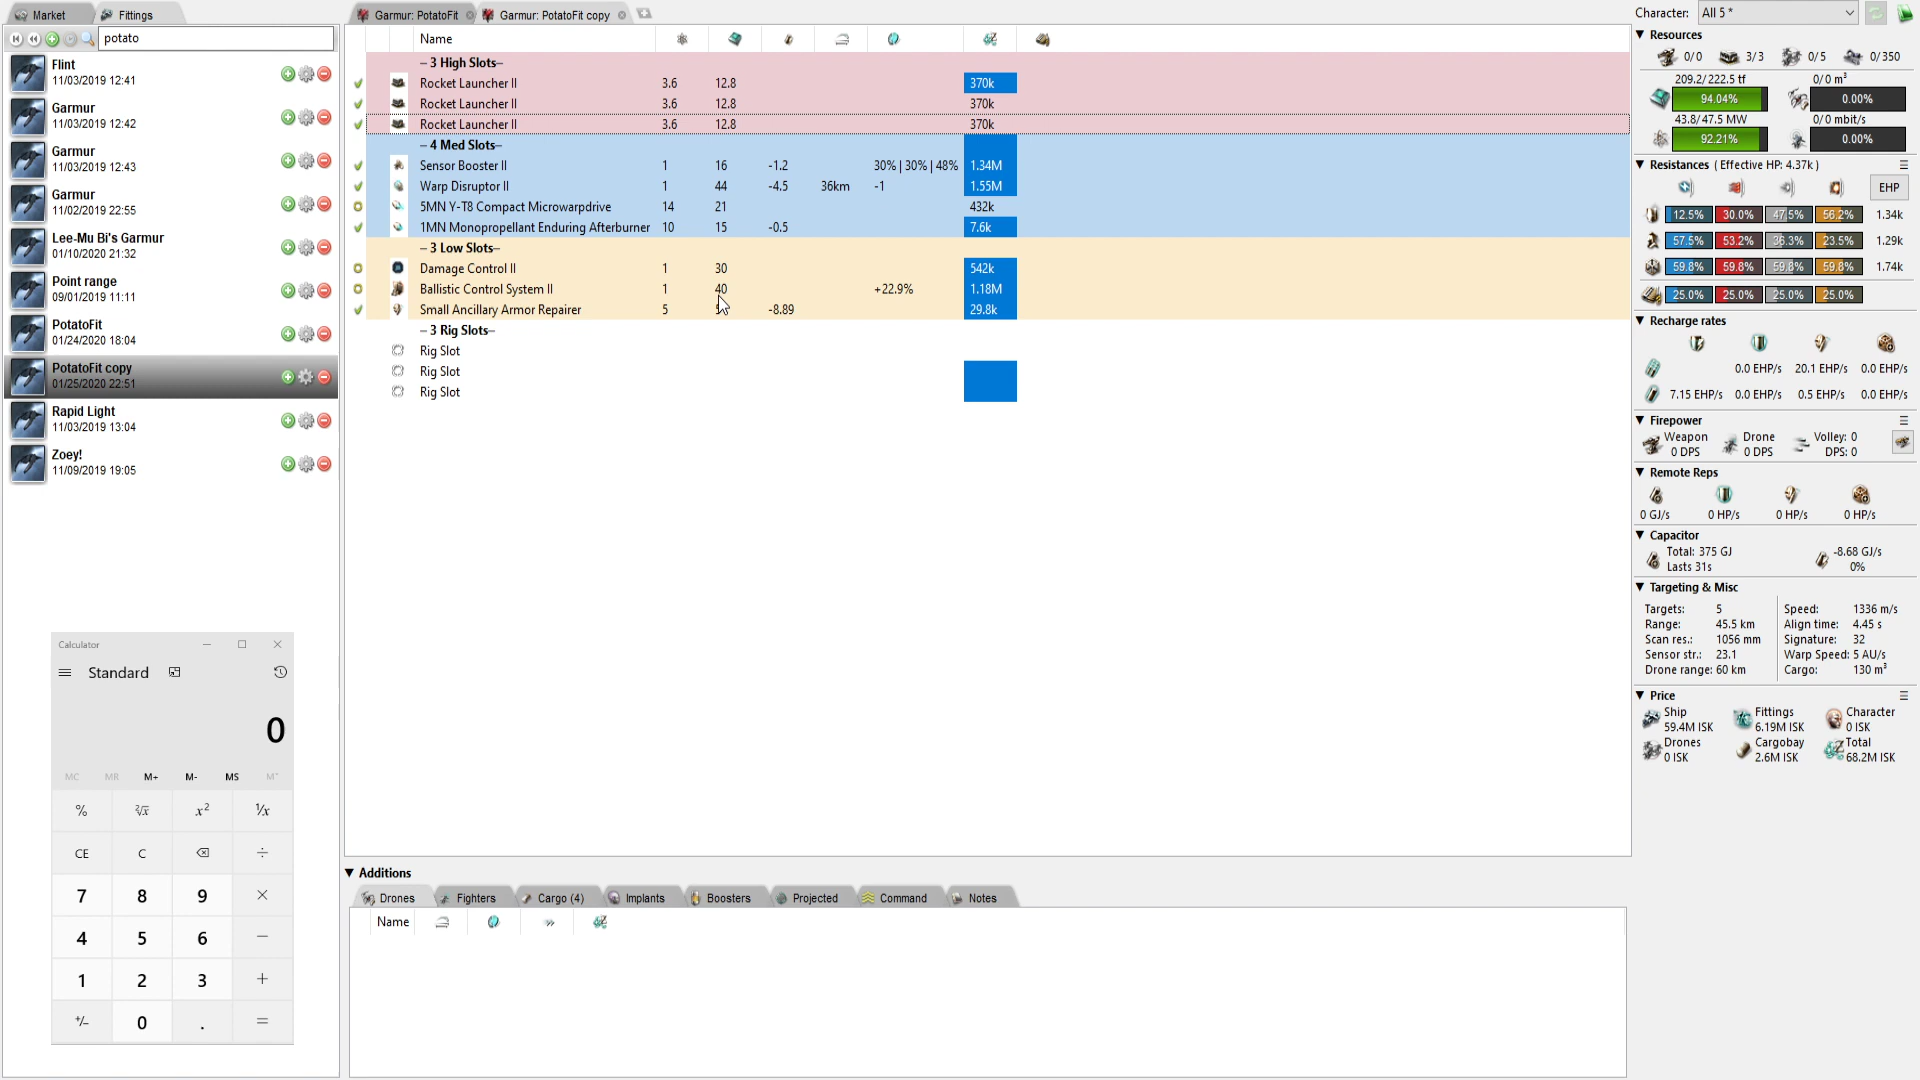 Market Fittings
potato
Flint
11/03/2019 12:41
Garmur
11/03/2019 12:42
Garmur
11/03/2019 12:43
Garmur
11/02/2019 22:55
Lee-Mu Bi's Garmur
01/10/2020 21:32
Point range
09/01/2019 11:11
PotatoFit
01/24/2020 18:04
PotatoFit copy
01/25/2020 22:51
Rapid Light
11/03/2019 13:04
Zoey!
11/09/2019 19:05
Calculator
Standard
0
MC MR M+ M- MS M˅
% ²√x x² ¹/x
CE C ÷
7 8 9 ×
4 5 6 −
1 2 3 +
+/- 0 . =
Garmur: PotatoFit Garmur: PotatoFit copy
Name
– 3 High Slots–
Rocket Launcher II 3.6 12.8 370k
Rocket Launcher II 3.6 12.8 370k
Rocket Launcher II 3.6 12.8 370k
– 4 Med Slots–
Sensor Booster II 1 16 -1.2 30% | 30% | 48% 1.34M
Warp Disruptor II 1 44 -4.5 36km -1 1.55M
5MN Y-T8 Compact Microwarpdrive 14 21 432k
1MN Monopropellant Enduring Afterburner 10 15 -0.5 7.6k
– 3 Low Slots–
Damage Control II 1 30 542k
Ballistic Control System II 1 40 +22.9% 1.18M
Small Ancillary Armor Repairer 5 -8.89 29.8k
– 3 Rig Slots–
Rig Slot
Rig Slot
Rig Slot
Additions
Drones Fighters Cargo (4) Implants Boosters Projected Command Notes
Name
Character: All 5 *
Resources
0/0 3/3 0/5 0/350
209.2/222.5 tf 0/0 m³
94.04% 0.00%
43.8/47.5 MW 0/0 mbit/s
92.21% 0.00%
Resistances (Effective HP: 4.37k)
EHP
12.5% 30.0% 47.5% 56.2% 1.34k
57.5% 53.2% 36.3% 23.5% 1.29k
59.8% 59.8% 59.8% 59.8% 1.74k
25.0% 25.0% 25.0% 25.0%
Recharge rates
0.0 EHP/s 20.1 EHP/s 0.0 EHP/s
7.15 EHP/s 0.0 EHP/s 0.5 EHP/s 0.0 EHP/s
Firepower
Weapon Drone Volley: 0
0 DPS 0 DPS DPS: 0
Remote Reps
0 GJ/s 0 HP/s 0 HP/s 0 HP/s
Capacitor
Total: 375 GJ -8.68 GJ/s
Lasts 31s 0%
Targeting & Misc
Targets: 5 Speed: 1336 m/s
Range: 45.5 km Align time: 4.45 s
Scan res.: 1056 mm Signature: 32
Sensor str.: 23.1 Warp Speed: 5 AU/s
Drone range: 60 km Cargo: 130 m³
Price
Ship Fittings Character
59.4M ISK 6.19M ISK 0 ISK
Drones Cargobay Total
0 ISK 2.6M ISK 68.2M ISK